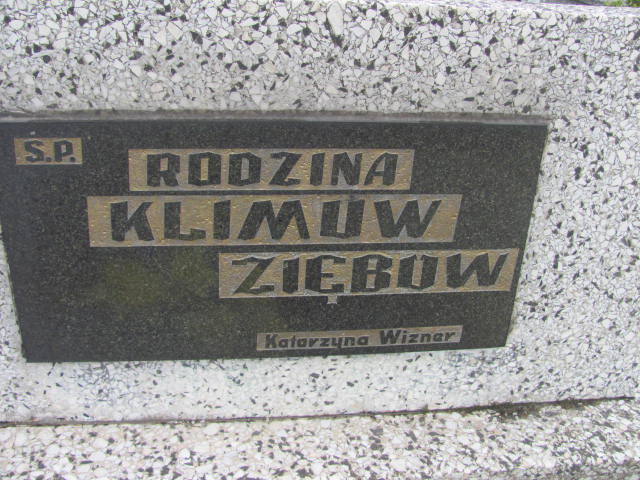 Ś.P. RODZINA
KLIMÓW
ZIĘBÓW
Katarzyna Wizner